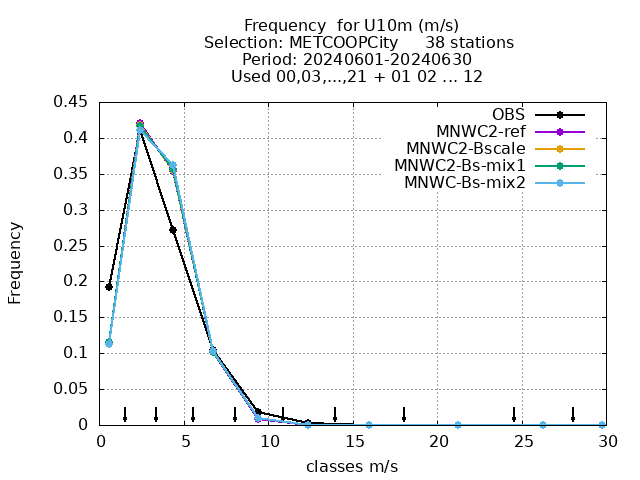 Frequency  for U10m (m/s)
Selection: METCOOPCity     38 stations
Period: 20240601-20240630
Used 00,03,...,21 + 01 02 ... 12
0.45
0.4
0.35
0.3
0.25
0.2
0.15
0.1
0.05
0
Frequency
OBS
MNWC2-ref
MNWC2-Bscale
MNWC2-Bs-mix1
MNWC-Bs-mix2
0 5 10 15 20 25 30
classes m/s